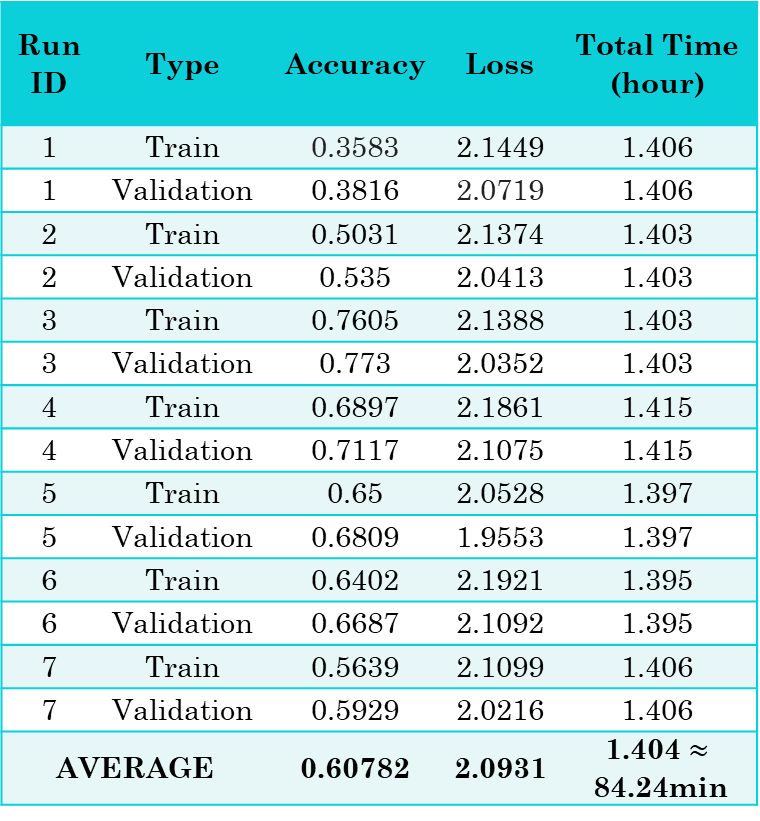 Run ID Type Accuracy Loss Total Time (hour)
1 Train 0.3583 2.1449 1.406
1 Validation 0.3816 2.0719 1.406
2 Train 0.5031 2.1374 1.403
2 Validation 0.535 2.0413 1.403
3 Train 0.7605 2.1388 1.403
3 Validation 0.773 2.0352 1.403
4 Train 0.6897 2.1861 1.415
4 Validation 0.7117 2.1075 1.415
5 Train 0.65 2.0528 1.397
5 Validation 0.6809 1.9553 1.397
6 Train 0.6402 2.1921 1.395
6 Validation 0.6687 2.1092 1.395
7 Train 0.5639 2.1099 1.406
7 Validation 0.5929 2.0216 1.406
AVERAGE 0.60782 2.0931 1.404 ≈ 84.24min